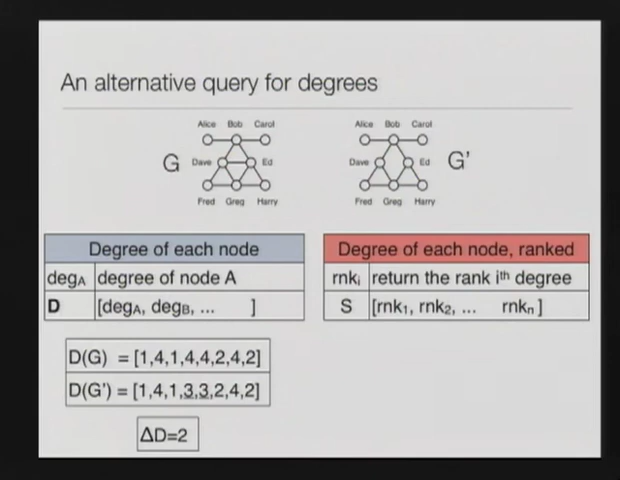 An alternative query for degrees
Alice Bob Carol
G Dave Ed
Fred Greg Harry
Alice Bob Carol
Dave Ed G'
Fred Greg Harry
Degree of each node
degA degree of node A
D [degA, degB, ... ]
Degree of each node, ranked
rnki return the rank ith degree
S [rnk1, rnk2, ... rnkn]
D(G) = [1,4,1,4,4,2,4,2]
D(G') = [1,4,1,3,3,2,4,2]
ΔD=2